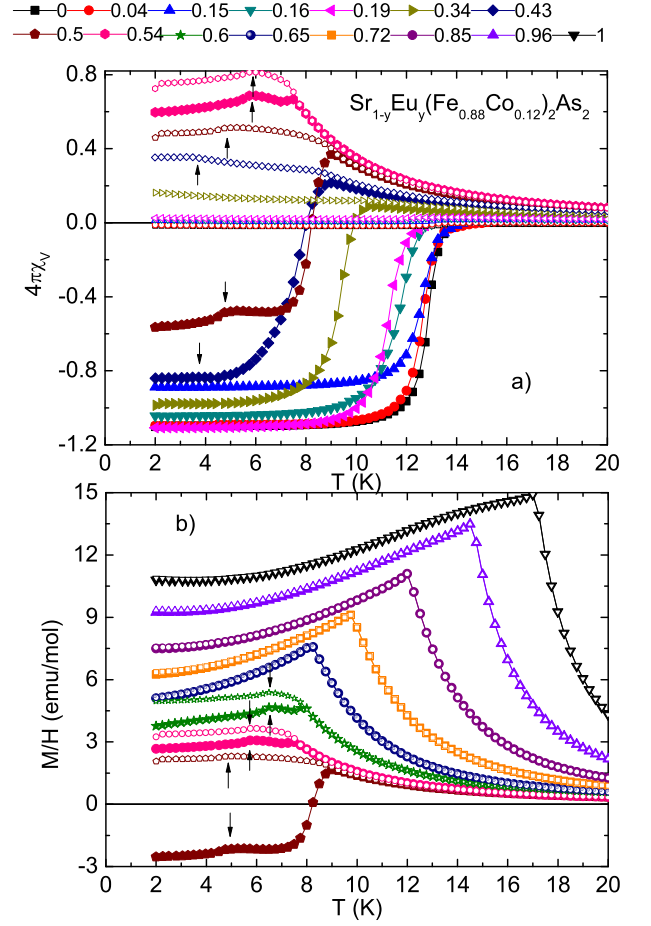 0 0.04 0.15 0.16 0.19 0.34 0.43
0.5 0.54 0.6 0.65 0.72 0.85 0.96 1
0.8
Sr1-yEuy(Fe0.88Co0.12)2As2
0.4
0.0
-0.4
-0.8
-1.2
4πχV
a)
0 2 4 6 8 10 12 14 16 18 20
T (K)
15
b)
12
9
6
3
0
-3
M/H (emu/mol)
0 2 4 6 8 10 12 14 16 18 20
T (K)